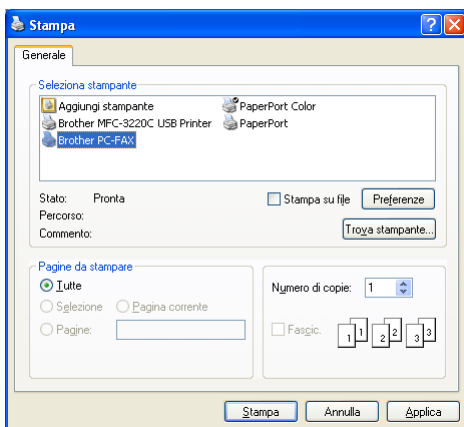 Stampa
Generale
Seleziona stampante
Aggiungi stampante
PaperPort Color
Brother MFC-3220C USB Printer
PaperPort
Brother PC-FAX
Stato: Pronta
Stampa su file
Preferenze
Percorso:
Commento:
Trova stampante...
Pagine da stampare
Tutte
Numero di copie: 1
Selezione
Pagina corrente
Pagine:
Fascic.
1 1 2 2 3 3
Stampa
Annulla
Applica